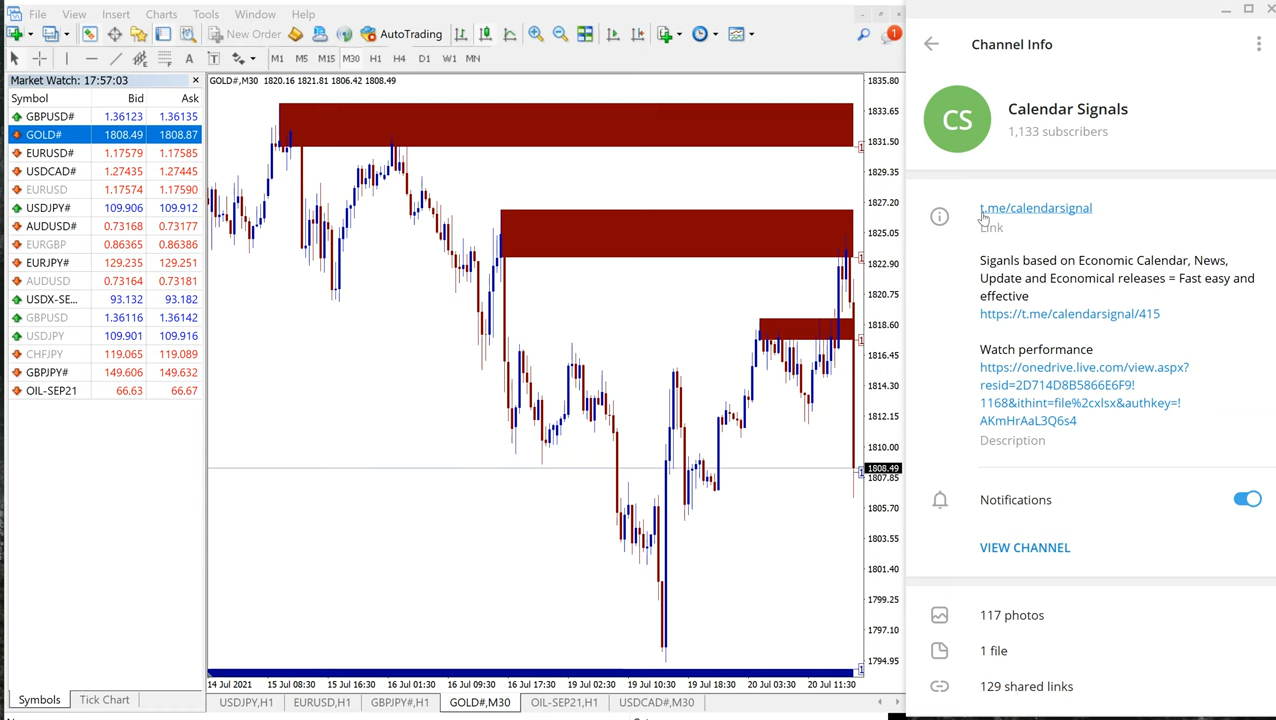 File View Insert Charts Tools Window Help
New Order AutoTrading 1
A T M1 M5 M15 M30 H1 H4 D1 W1 MN
Market Watch: 17:57:03
Symbol Bid Ask
GBPUSD# 1.36123 1.36135
GOLD# 1808.49 1808.87
EURUSD# 1.17579 1.17585
USDCAD# 1.27435 1.27445
EURUSD 1.17574 1.17590
USDJPY# 109.906 109.912
AUDUSD# 0.73168 0.73177
EURGBP 0.86365 0.86386
EURJPY# 129.235 129.251
AUDUSD 0.73164 0.73181
USDX-SE... 93.132 93.182
GBPUSD 1.36116 1.36142
USDJPY 109.901 109.916
CHFJPY 119.065 119.089
GBPJPY# 149.606 149.632
OIL-SEP21 66.63 66.67
Symbols Tick Chart
GOLD#,M30 1820.16 1821.81 1806.42 1808.49
1835.80
1833.65
1831.50
1829.35
1827.20
1825.05
1822.90
1820.75
1818.60
1816.45
1814.30
1812.15
1810.00
1808.49
1807.85
1805.70
1803.55
1801.40
1799.25
1797.10
1794.95
1
1
1
1
1
14 Jul 2021 15 Jul 08:30 15 Jul 16:30 16 Jul 01:30 16 Jul 09:30 16 Jul 17:30 19 Jul 02:30 19 Jul 10:30 19 Jul 18:30 20 Jul 03:30 20 Jul 11:30
USDJPY,H1 EURUSD,H1 GBPJPY#,H1 GOLD#,M30 OIL-SEP21,H1 USDCAD#,M30
Channel Info
CS
Calendar Signals
1,133 subscribers
t.me/calendarsignal
Link
Siganls based on Economic Calendar, News,
Update and Economical releases = Fast easy and
effective
https://t.me/calendarsignal/415
Watch performance
https://onedrive.live.com/view.aspx?
resid=2D714D8B5866E6F9!
1168&ithint=file%2cxlsx&authkey=!
AKmHrAaL3Q6s4
Description
Notifications
VIEW CHANNEL
117 photos
1 file
129 shared links